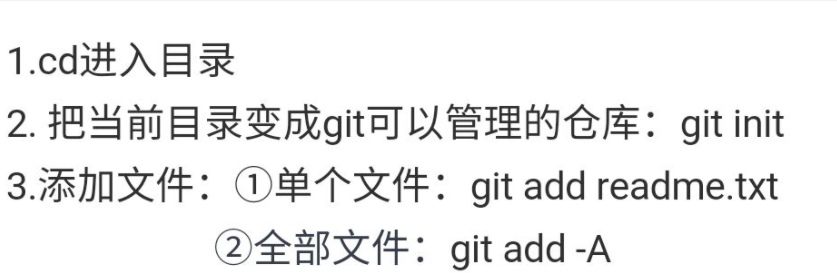 1.cd进入目录
2. 把当前目录变成git可以管理的仓库：git init
3.添加文件：①单个文件：git add readme.txt
②全部文件：git add -A